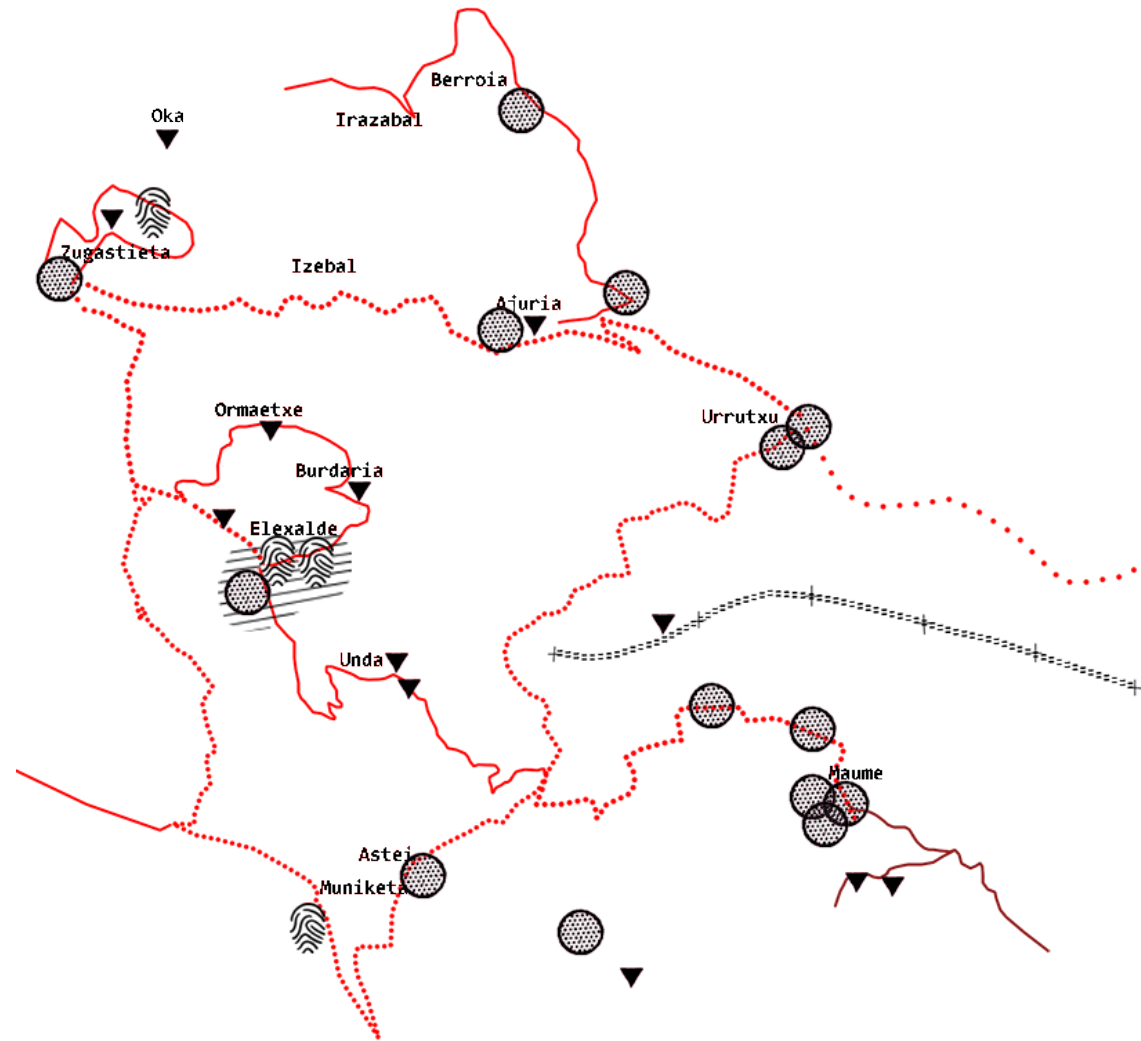 Berroia
Oka
Irazabal
Zugastieta
Izebal
Ajuria
Ormaetxe
Urrutxu
Burdaria
Elexalde
Unda
Maume
Astei
Muniketa